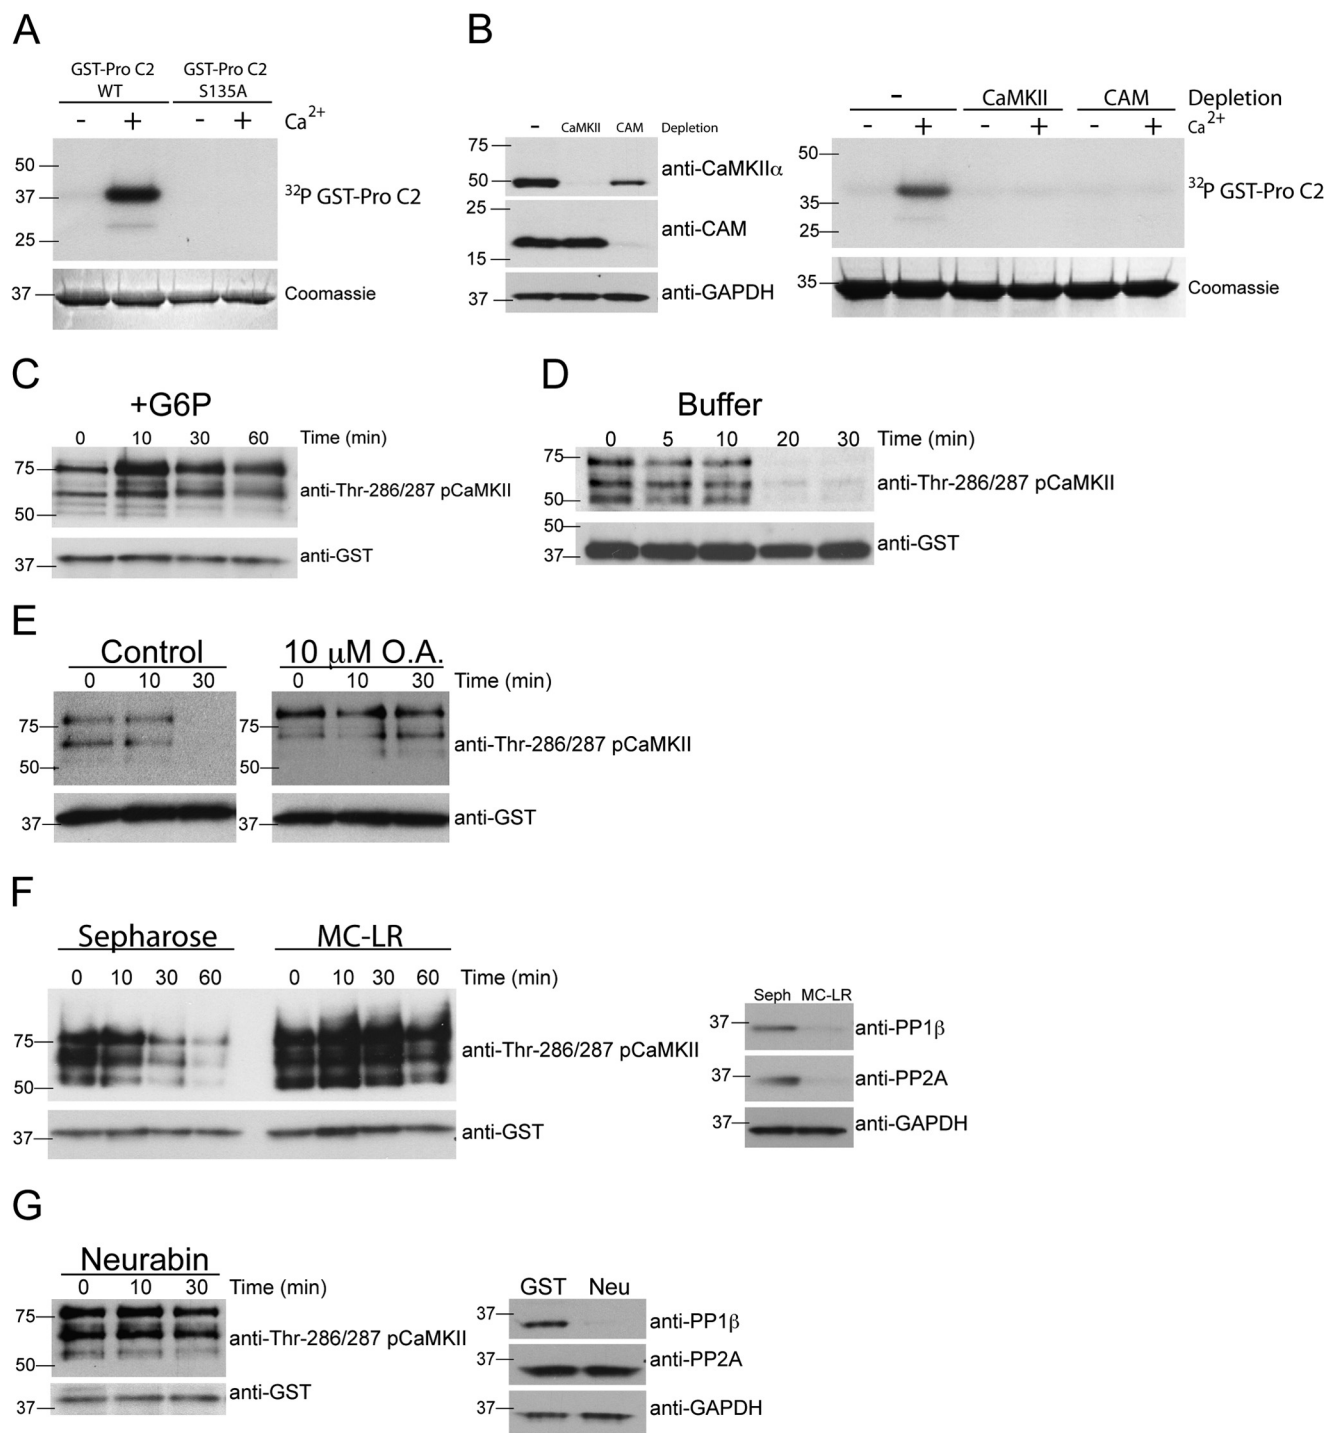 A
GST-Pro C2 GST-Pro C2
WT S135A
- + - + Ca2+
50
37
25
32P GST-Pro C2
37
Coomassie
B
- CaMKII CAM Depletion
75
50
anti-CaMKIIα
25
15
anti-CAM
37
anti-GAPDH
- CaMKII CAM Depletion
- + - + - + Ca2+
50
35
25
32P GST-Pro C2
35
Coomassie
C
+G6P
0 10 30 60 Time (min)
75
50
anti-Thr-286/287 pCaMKII
37
anti-GST
D
Buffer
0 5 10 20 30 Time (min)
75
50
anti-Thr-286/287 pCaMKII
50
37
anti-GST
E
Control 10 μM O.A.
0 10 30 0 10 30 Time (min)
75 75
50 50
anti-Thr-286/287 pCaMKII
37 37
anti-GST
F
Sepharose MC-LR
0 10 30 60 0 10 30 60 Time (min)
75
50
anti-Thr-286/287 pCaMKII
37
anti-GST
Seph MC-LR
37
anti-PP1β
37
anti-PP2A
37
anti-GAPDH
G
Neurabin
0 10 30 Time (min)
75
50
anti-Thr-286/287 pCaMKII
37
anti-GST
GST Neu
37
anti-PP1β
37
anti-PP2A
37
anti-GAPDH